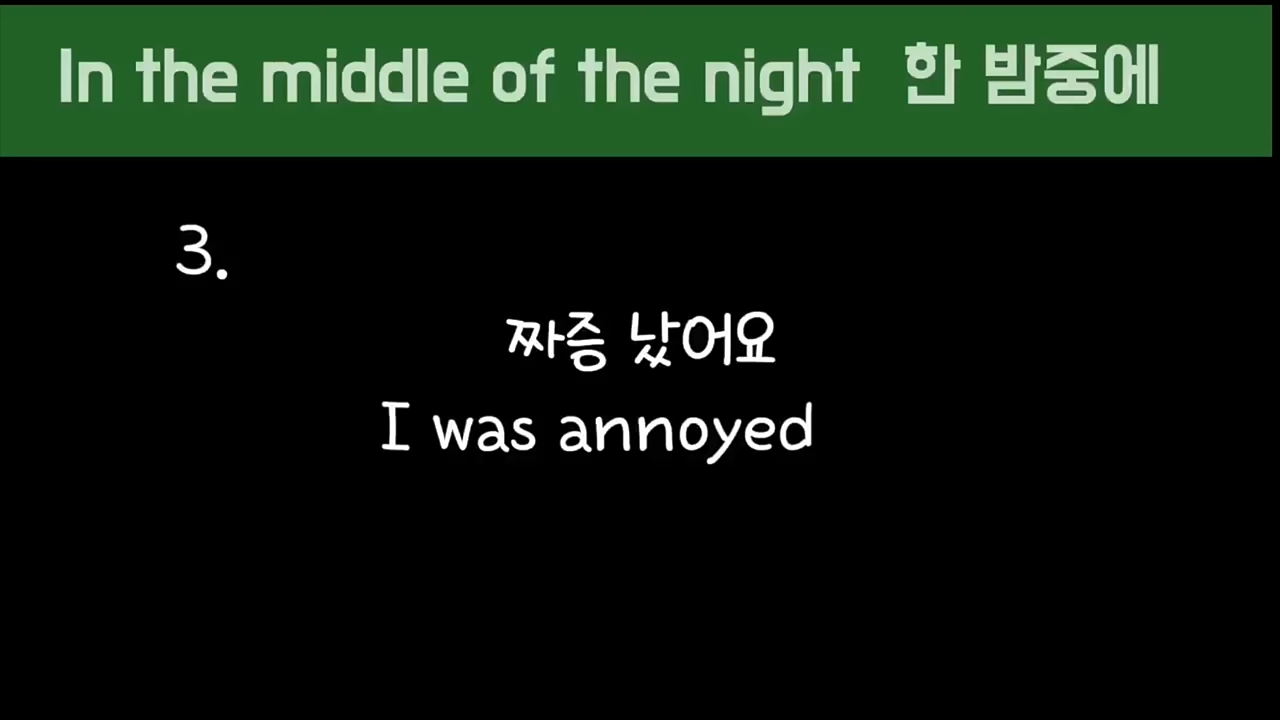 In the middle of the night 한 밤중에
3.
짜증 났어요
I was annoyed